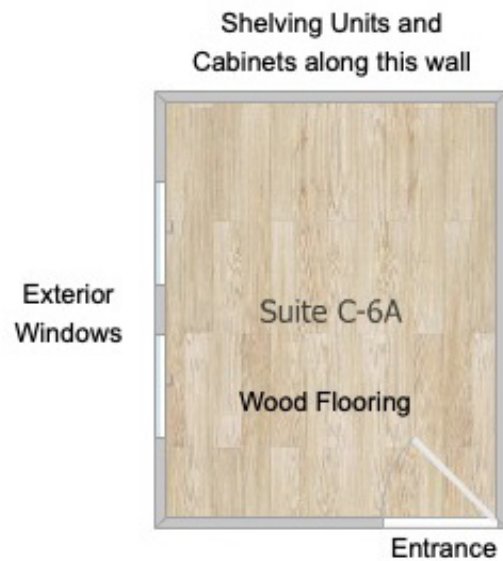 Shelving Units and
Cabinets along this wall
Exterior
Windows
Suite C-6A
Wood Flooring
Entrance